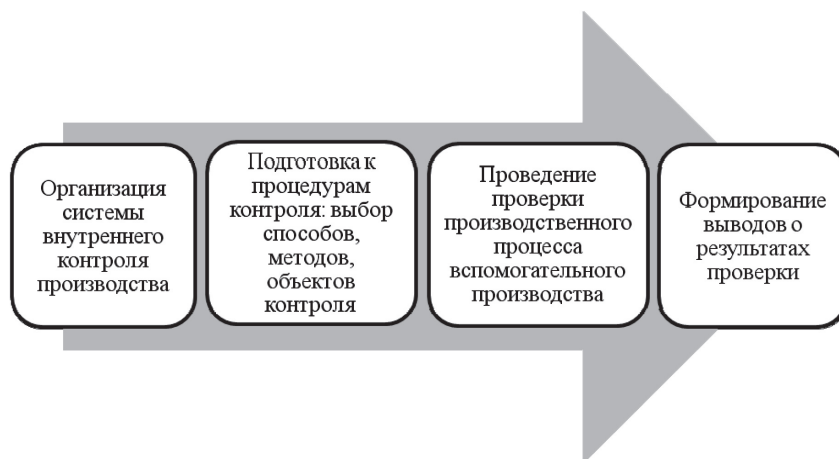 Организация
системы
внутреннего
контроля
производства
Подготовка к
процедурам
контроля: выбор
способов,
методов,
объектов
контроля
Проведение
проверки
производственного
процесса
вспомогательного
производства
Формирование
выводов о
результатах
проверки